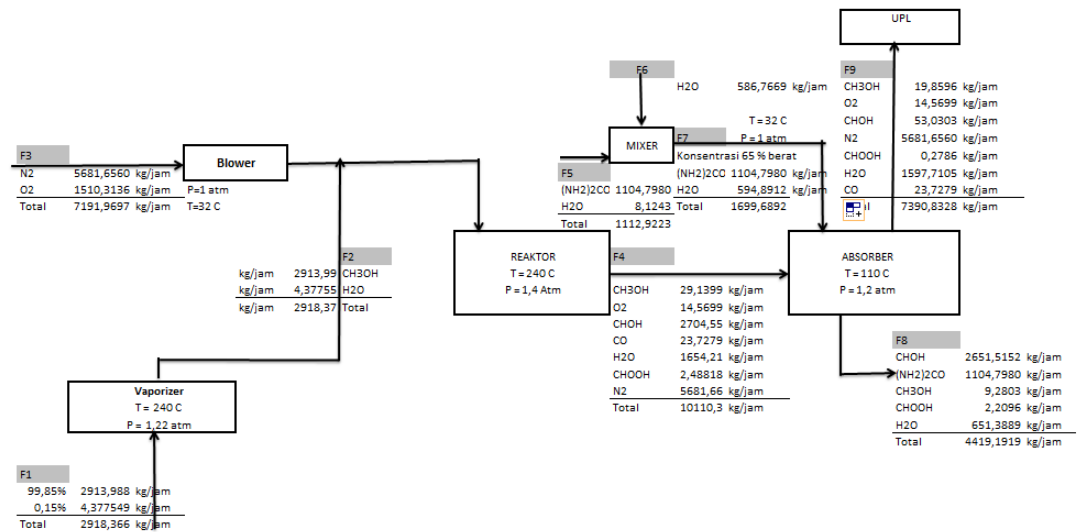 UPL
F6
H2O 586,7669 kg/jam
T = 32 C
P = 1 atm
MIXER
F7
Konsentrasi 65 % berat
(NH2)2CO 1104,7980 kg/jam
H2O 594,8912 kg/jam
Total 1699,6892
F9
CH3OH 19,8596 kg/jam
O2 14,5699 kg/jam
CHOH 53,0303 kg/jam
N2 5681,6560 kg/jam
CHOOH 0,2786 kg/jam
H2O 1597,7105 kg/jam
CO 23,7279 kg/jam
7390,8328 kg/jam
F3
N2 5681,6560 kg/jam
O2 1510,3136 kg/jam
Total 7191,9697 kg/jam
Blower
P=1 atm
T=32 C
F5
(NH2)2CO 1104,7980
H2O 8,1243
Total 1112,9223
F2
kg/jam 2913,99 CH3OH
kg/jam 4,37755 H2O
kg/jam 2918,37 Total
REAKTOR
T = 240 C
P = 1,4 Atm
F4
CH3OH 29,1399 kg/jam
O2 14,5699 kg/jam
CHOH 2704,55 kg/jam
CO 23,7279 kg/jam
H2O 1654,21 kg/jam
CHOOH 2,48818 kg/jam
N2 5681,66 kg/jam
Total 10110,3 kg/jam
ABSORBER
T = 110 C
P = 1,2 atm
F8
CHOH 2651,5152 kg/jam
(NH2)2CO 1104,7980 kg/jam
CH3OH 9,2803 kg/jam
CHOOH 2,2096 kg/jam
H2O 651,3889 kg/jam
Total 4419,1919 kg/jam
Vaporizer
T = 240 C
P = 1,22 atm
F1
99,85% 2913,988 kg/jam
0,15% 4,377549 kg/jam
Total 2918,366 kg/jam